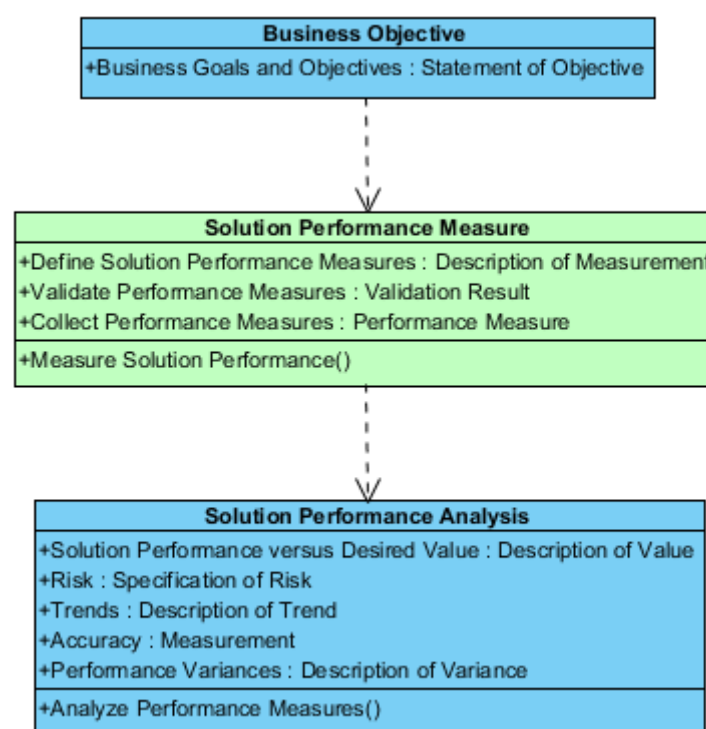 Business Objective
+Business Goals and Objectives : Statement of Objective
Solution Performance Measure
+Define Solution Performance Measures : Description of Measurement
+Validate Performance Measures : Validation Result
+Collect Performance Measures : Performance Measure
+Measure Solution Performance()
Solution Performance Analysis
+Solution Performance versus Desired Value : Description of Value
+Risk : Specification of Risk
+Trends : Description of Trend
+Accuracy : Measurement
+Performance Variances : Description of Variance
+Analyze Performance Measures()